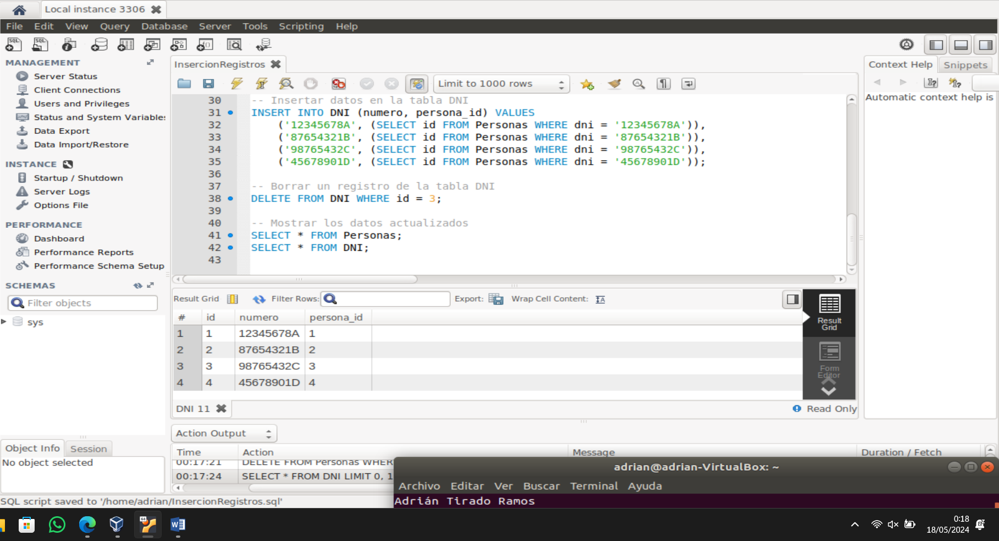 Local instance 3306
File Edit View Query Database Server Tools Scripting Help
MANAGEMENT
Server Status
Client Connections
Users and Privileges
Status and System Variables
Data Export
Data Import/Restore
INSTANCE
Startup / Shutdown
Server Logs
Options File
PERFORMANCE
Dashboard
Performance Reports
Performance Schema Setup
SCHEMAS
Filter objects
sys
Object Info Session
No object selected
InsercionRegistros
Limit to 1000 rows
30 -- Insertar datos en la tabla DNI
31 INSERT INTO DNI (numero, persona_id) VALUES
32 ('12345678A', (SELECT id FROM Personas WHERE dni = '12345678A')),
33 ('87654321B', (SELECT id FROM Personas WHERE dni = '87654321B')),
34 ('98765432C', (SELECT id FROM Personas WHERE dni = '98765432C')),
35 ('45678901D', (SELECT id FROM Personas WHERE dni = '45678901D'));
36
37 -- Borrar un registro de la tabla DNI
38 DELETE FROM DNI WHERE id = 3;
39
40 -- Mostrar los datos actualizados
41 SELECT * FROM Personas;
42 SELECT * FROM DNI;
43
Result Grid Filter Rows: Export: Wrap Cell Content:
# id numero persona_id
1 1 12345678A 1
2 2 87654321B 2
3 3 98765432C 3
4 4 45678901D 4
Result
Grid
Form
Editor
DNI 11 Read Only
Context Help Snippets
Automatic context help is
Action Output
Time Action Message Duration / Fetch
00:17:21 DELETE FROM Personas WHER
00:17:24 SELECT * FROM DNI LIMIT 0, 1
SQL script saved to '/home/adrian/InsercionRegistros.sql'
adrian@adrian-VirtualBox: ~
Archivo Editar Ver Buscar Terminal Ayuda
Adrián Tirado Ramos
0:18
18/05/2024